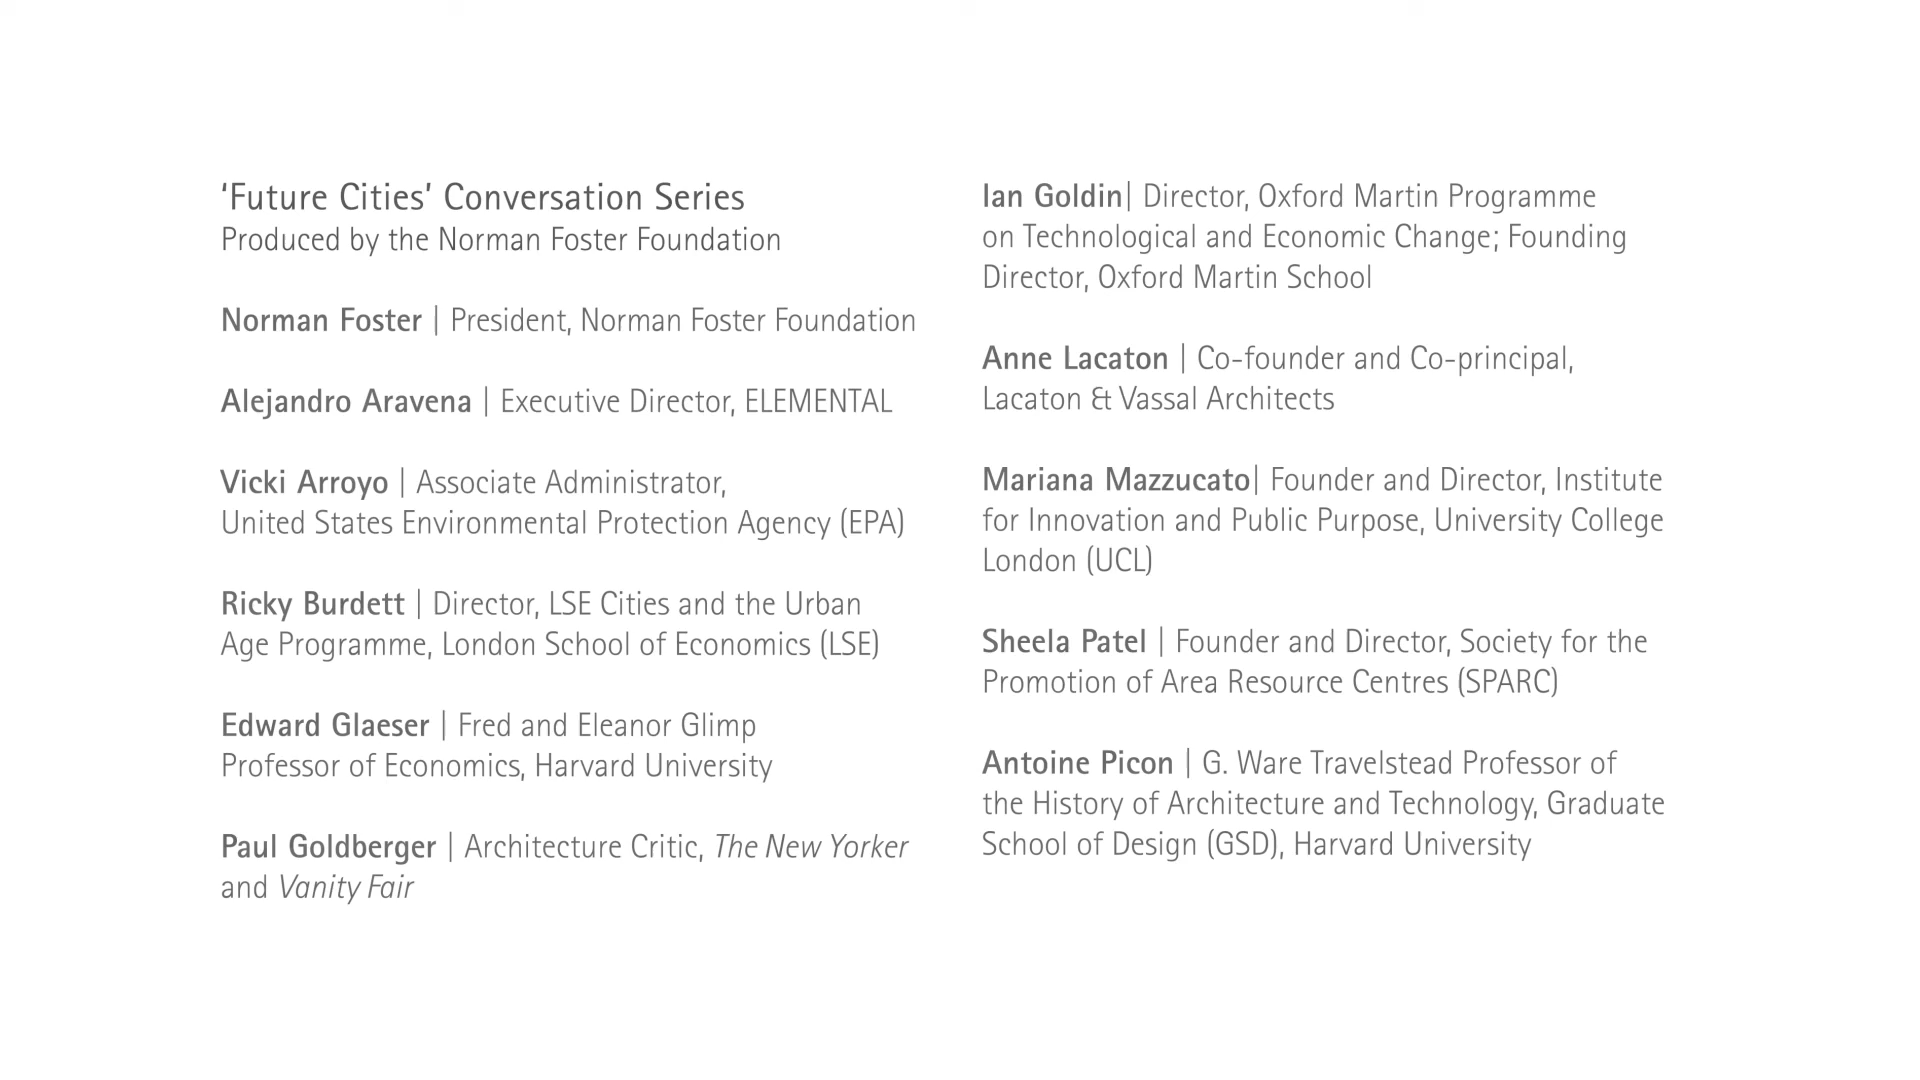 ‘Future Cities’ Conversation Series
Produced by the Norman Foster Foundation
Norman Foster | President, Norman Foster Foundation
Alejandro Aravena | Executive Director, ELEMENTAL
Vicki Arroyo | Associate Administrator,
United States Environmental Protection Agency (EPA)
Ricky Burdett | Director, LSE Cities and the Urban
Age Programme, London School of Economics (LSE)
Edward Glaeser | Fred and Eleanor Glimp
Professor of Economics, Harvard University
Paul Goldberger | Architecture Critic, The New Yorker
and Vanity Fair
Ian Goldin| Director, Oxford Martin Programme
on Technological and Economic Change; Founding
Director, Oxford Martin School
Anne Lacaton | Co-founder and Co-principal,
Lacaton & Vassal Architects
Mariana Mazzucato| Founder and Director, Institute
for Innovation and Public Purpose, University College
London (UCL)
Sheela Patel | Founder and Director, Society for the
Promotion of Area Resource Centres (SPARC)
Antoine Picon | G. Ware Travelstead Professor of
the History of Architecture and Technology, Graduate
School of Design (GSD), Harvard University